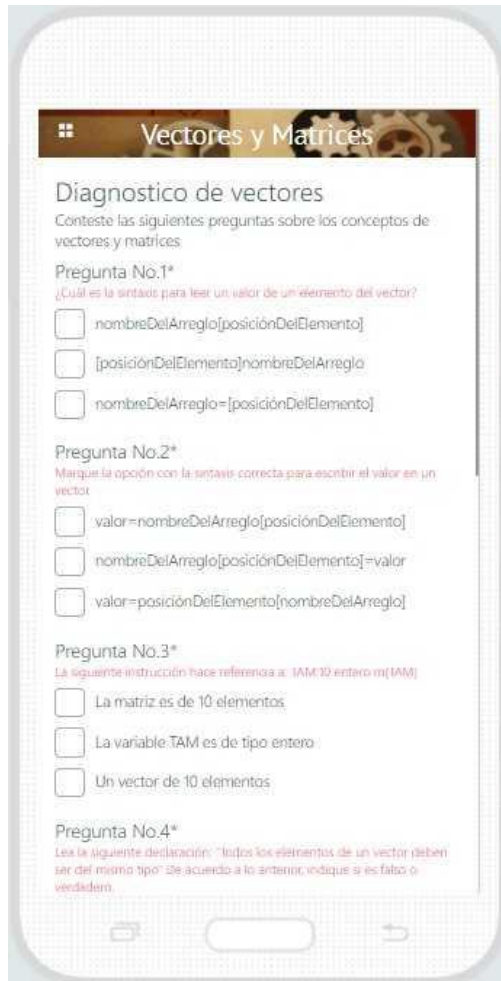 Vectores y Matrices
Diagnostico de vectores
Conteste las siguientes preguntas sobre los conceptos de
vectores y matrices
Pregunta No.1*
¿Cuál es la sintaxis para leer un valor de un elemento del vector?
nombreDelArreglo[posiciónDelElemento]
[posiciónDelElemento]nombreDelArreglo
nombreDelArreglo=[posiciónDelElemento]
Pregunta No.2*
Marque la opción con la sintaxis correcta para escribir el valor en un
vector
valor=nombreDelArreglo[posiciónDelElemento]
nombreDelArreglo[posiciónDelElemento]=valor
valor=posiciónDelElemento[nombreDelArreglo]
Pregunta No.3*
La siguiente instrucción hace referencia a: TAM:10 entero m(TAM)
La matriz es de 10 elementos
La variable TAM es de tipo entero
Un vector de 10 elementos
Pregunta No.4*
Lea la siguiente declaración: "Todos los elementos de un vector deben
ser del mismo tipo" De acuerdo a lo anterior, indique si es falso o
verdadero.